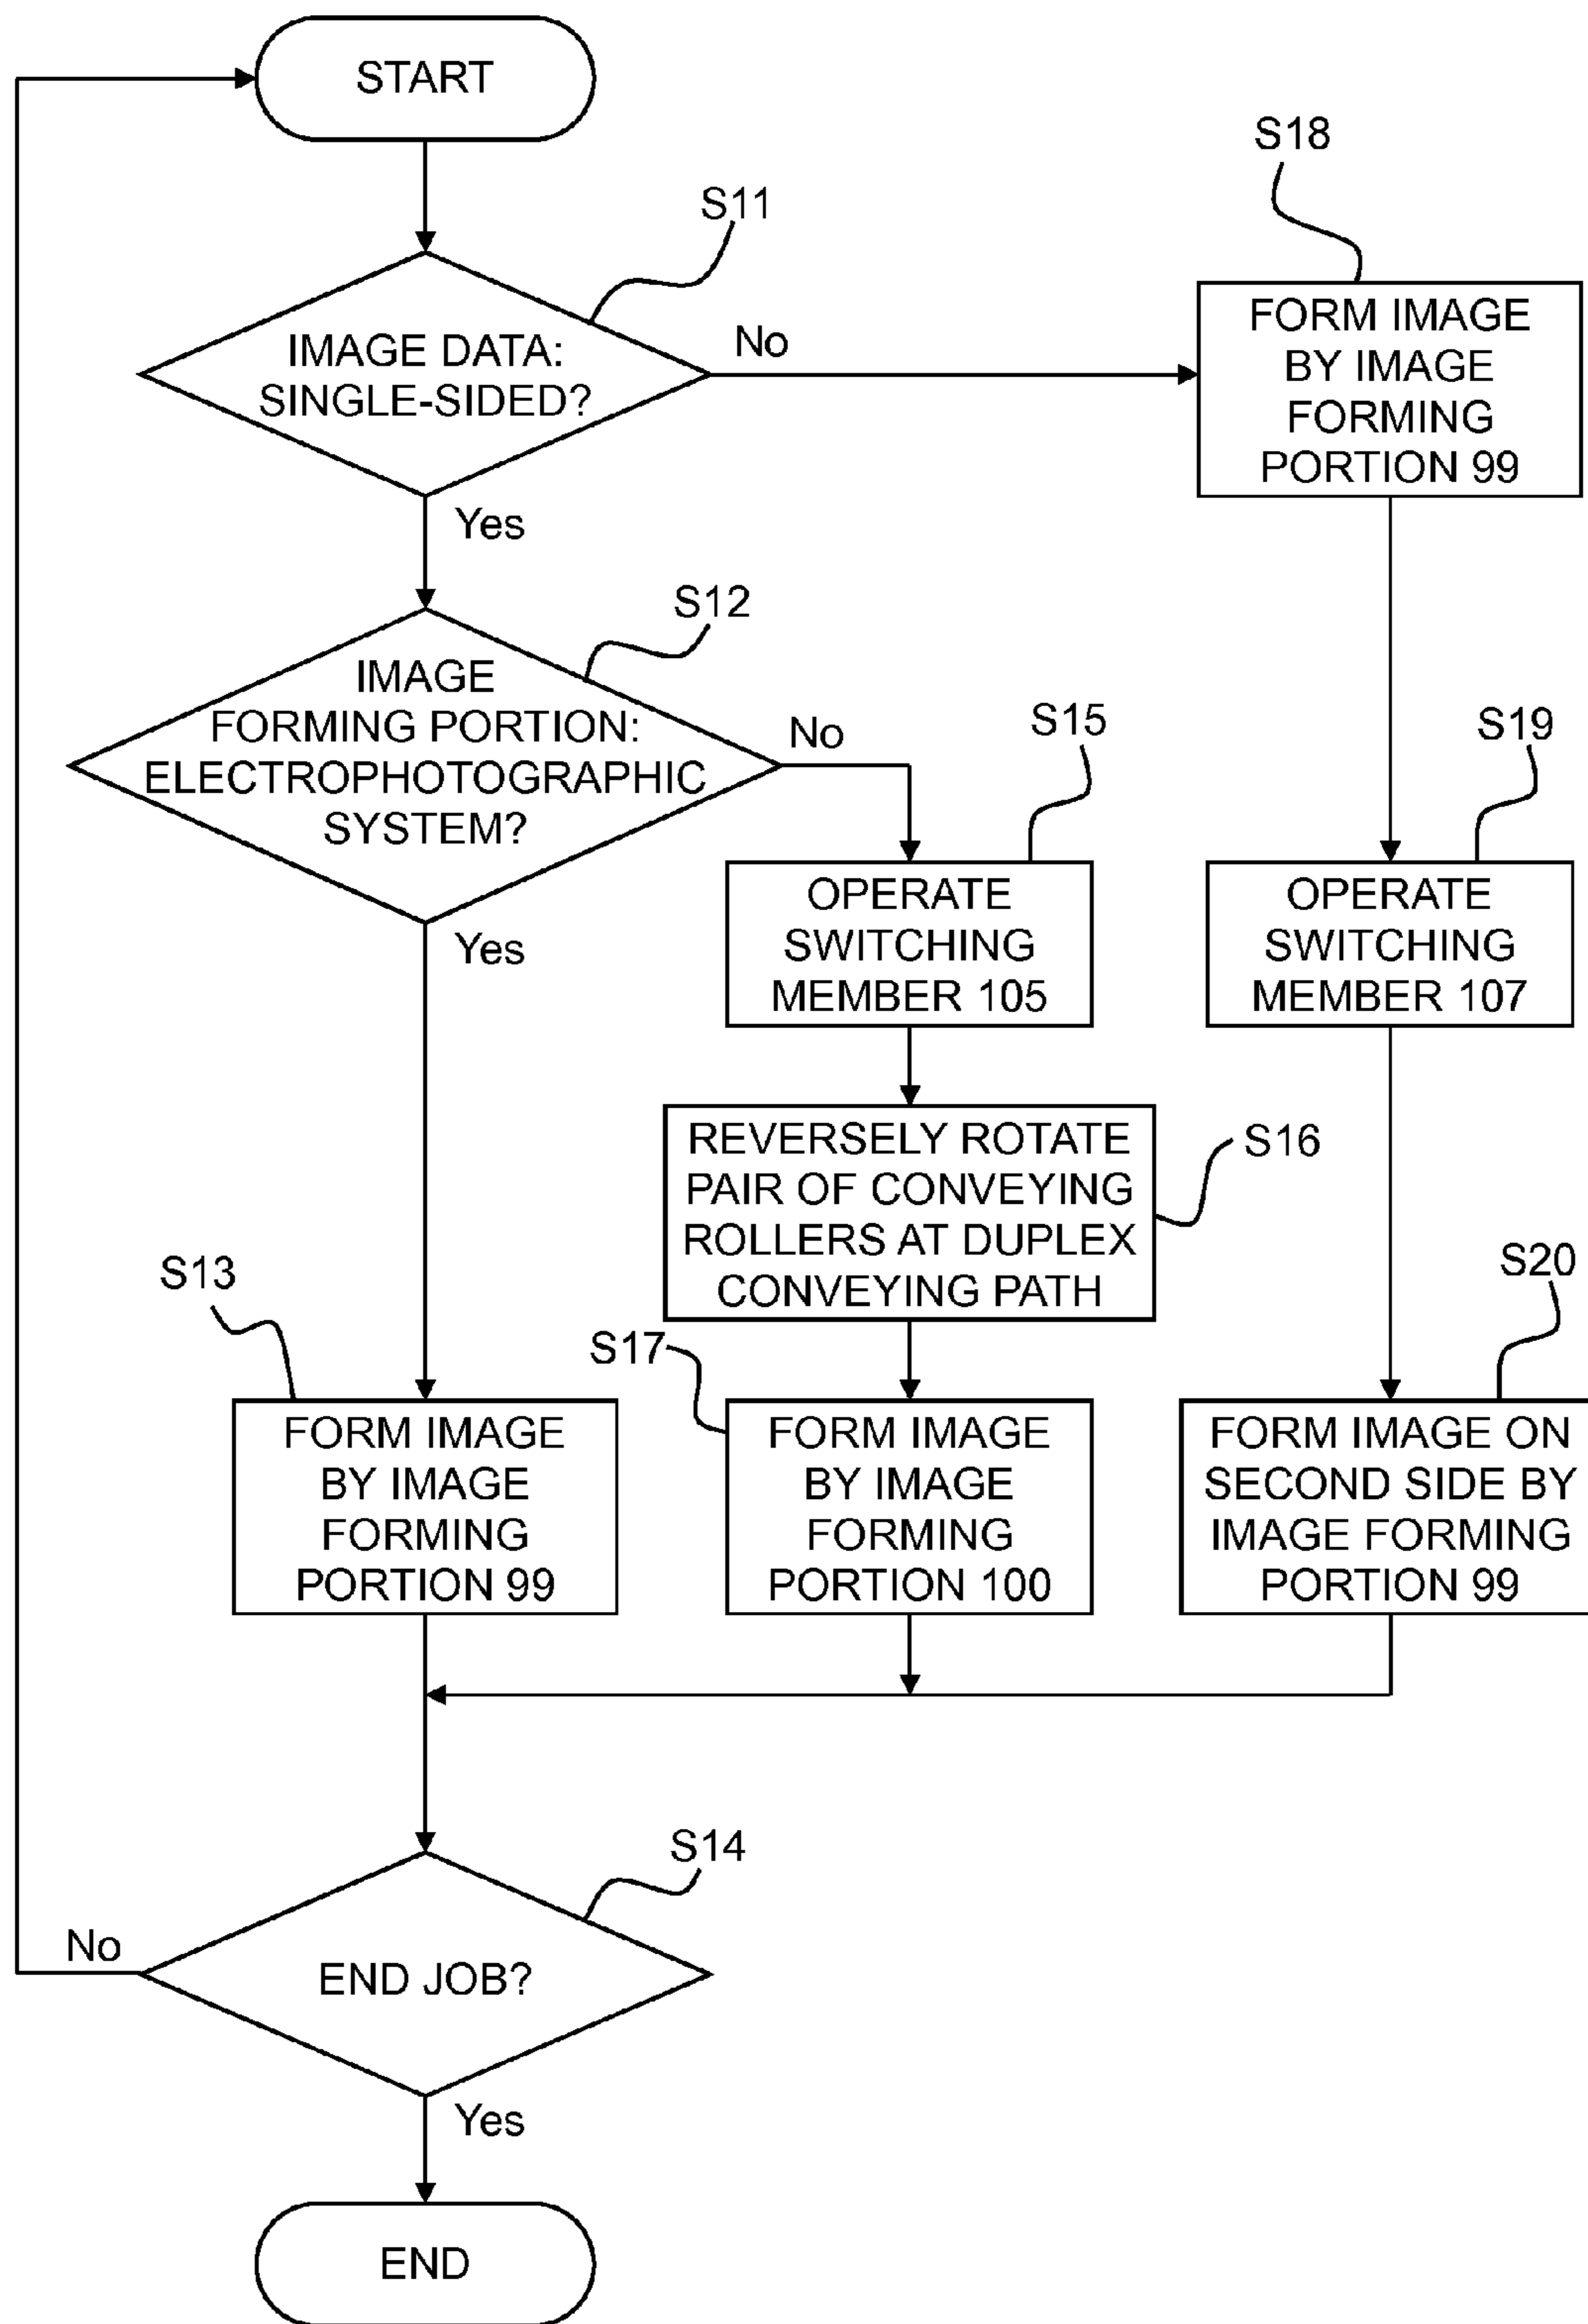 START
S11
IMAGE DATA:
SINGLE-SIDED?
No
Yes
S18
FORM IMAGE
BY IMAGE
FORMING
PORTION 99
S12
IMAGE
FORMING PORTION:
ELECTROPHOTOGRAPHIC
SYSTEM?
No
Yes
S15
OPERATE
SWITCHING
MEMBER 105
S19
OPERATE
SWITCHING
MEMBER 107
REVERSELY ROTATE
PAIR OF CONVEYING
ROLLERS AT DUPLEX
CONVEYING PATH
S16
S13
FORM IMAGE
BY IMAGE
FORMING
PORTION 99
S17
FORM IMAGE
BY IMAGE
FORMING
PORTION 100
S20
FORM IMAGE ON
SECOND SIDE BY
IMAGE FORMING
PORTION 99
S14
END JOB?
No
Yes
END